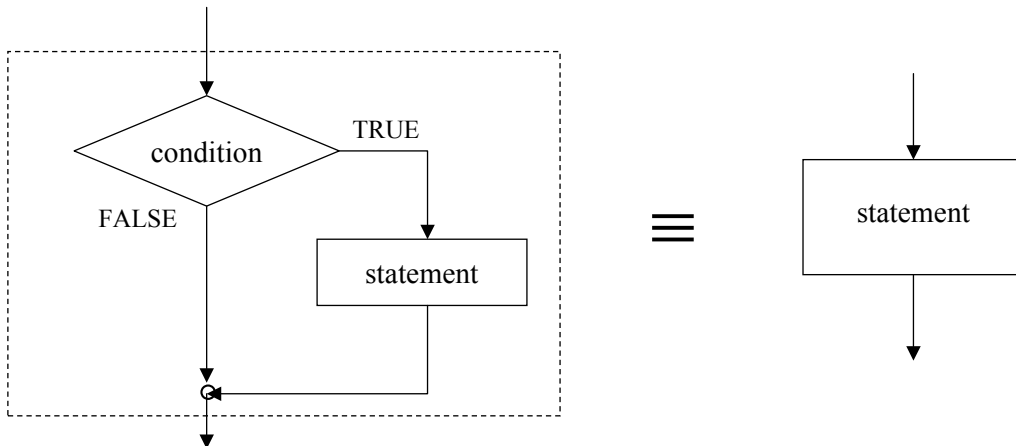 TRUE
condition
FALSE
statement
≡
statement